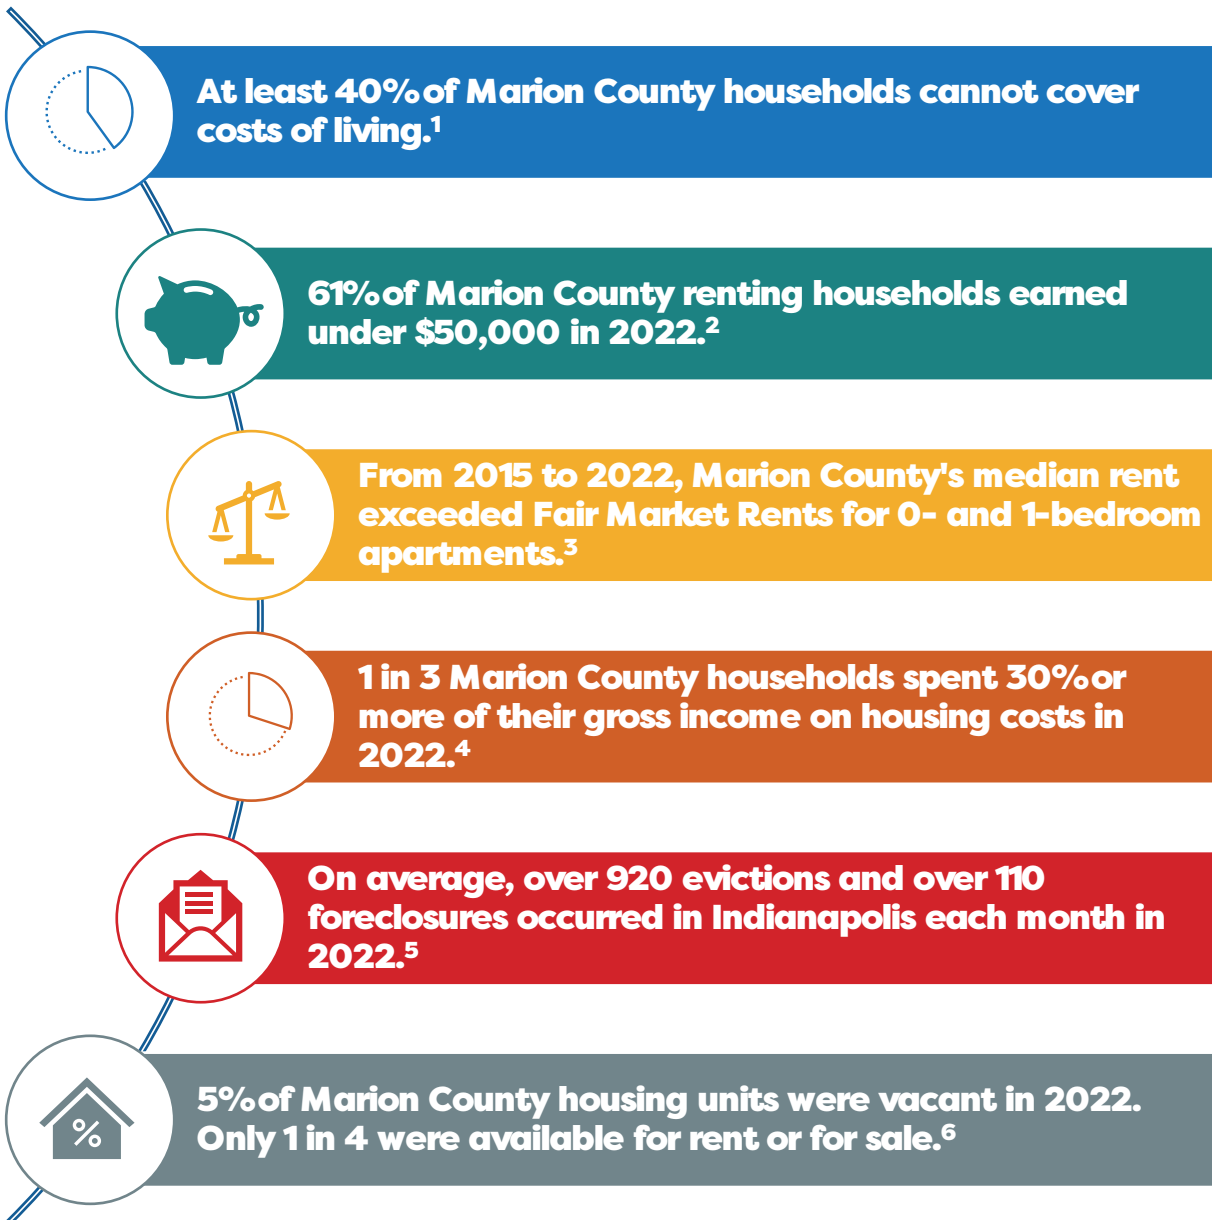 At least 40% of Marion County households cannot cover
costs of living.¹
61% of Marion County renting households earned
under $50,000 in 2022.²
From 2015 to 2022, Marion County's median rent
exceeded Fair Market Rents for 0- and 1-bedroom
apartments.³
1 in 3 Marion County households spent 30% or
more of their gross income on housing costs in
2022.⁴
On average, over 920 evictions and over 110
foreclosures occurred in Indianapolis each month in
2022.⁵
%
5% of Marion County housing units were vacant in 2022.
Only 1 in 4 were available for rent or for sale.⁶